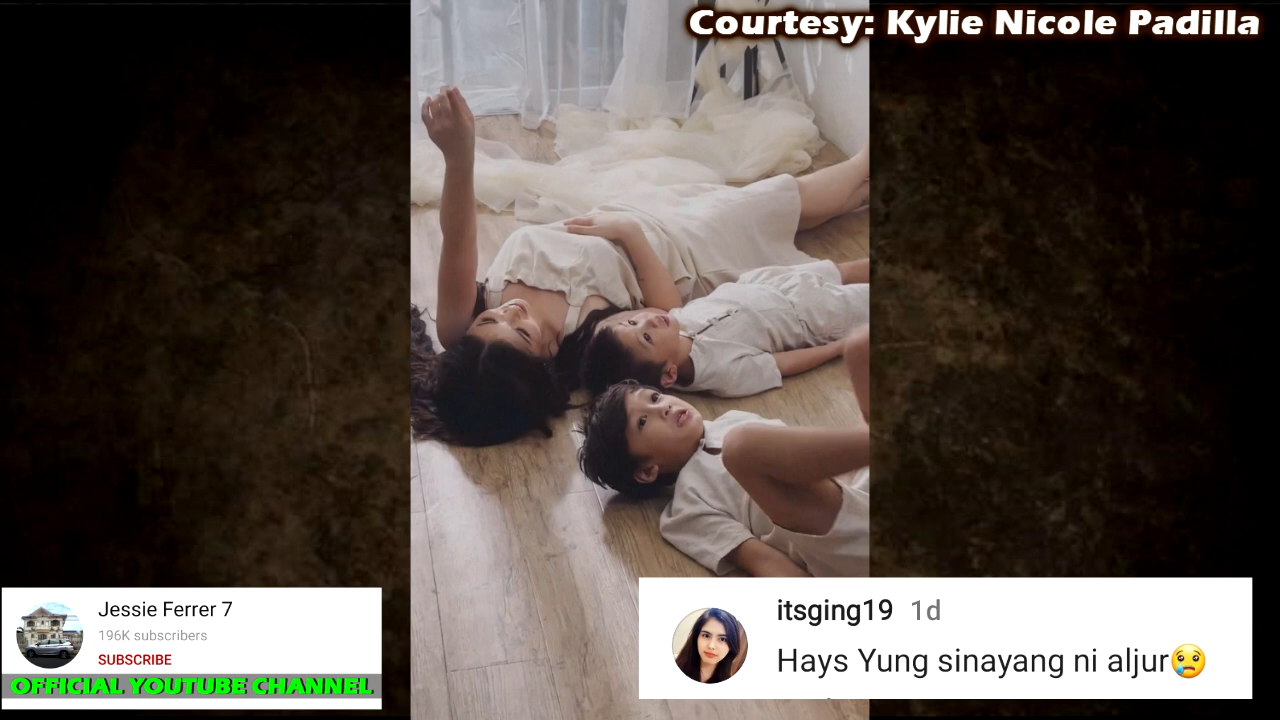 Courtesy: Kylie Nicole Padilla
Jessie Ferrer 7
196K subscribers
SUBSCRIBE
OFFICIAL YOUTUBE CHANNEL
itsging19 1d
Hays Yung sinayang ni aljur😢